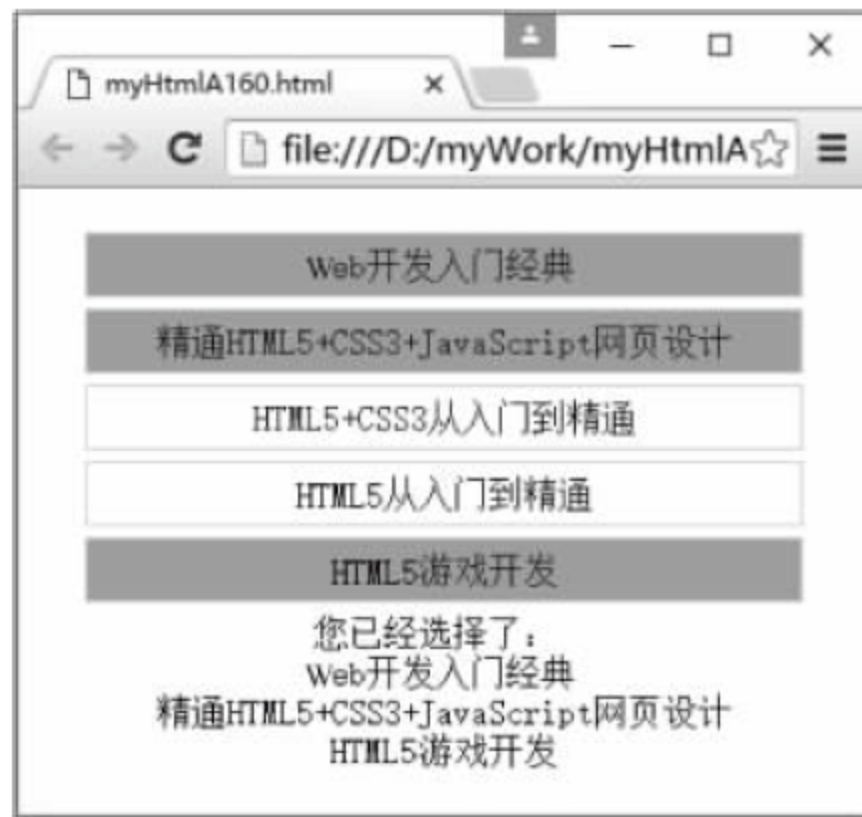 myHtmlA160.html
file:///D:/myWork/myHtmlA
Web开发入门经典
精通HTML5+CSS3+JavaScript网页设计
HTML5+CSS3从入门到精通
HTML5从入门到精通
HTML5游戏开发
您已经选择了：
Web开发入门经典
精通HTML5+CSS3+JavaScript网页设计
HTML5游戏开发